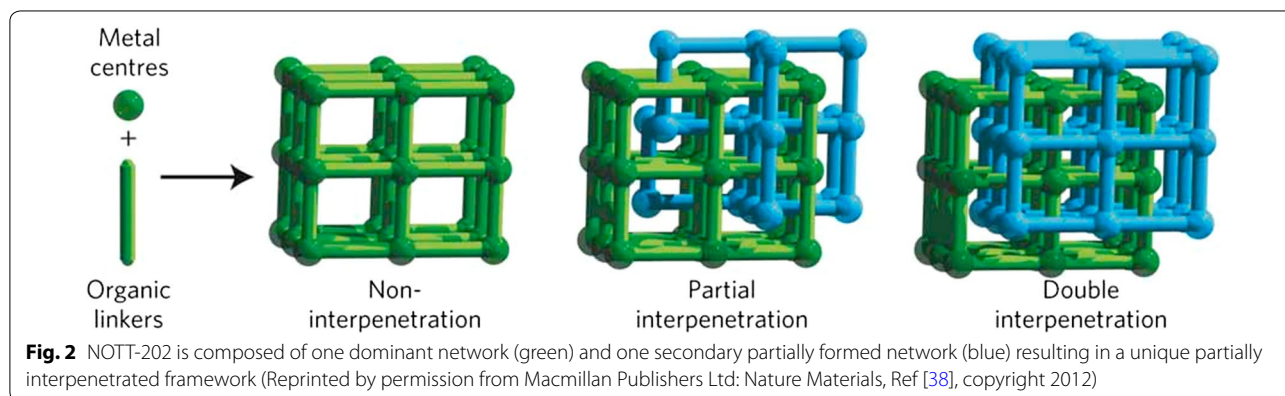 Metal
centres
+
Organic
linkers
Non-
interpenetration
Partial
interpenetration
Double
interpenetration
Fig. 2 NOTT-202 is composed of one dominant network (green) and one secondary partially formed network (blue) resulting in a unique partially
interpenetrated framework (Reprinted by permission from Macmillan Publishers Ltd: Nature Materials, Ref [38], copyright 2012)